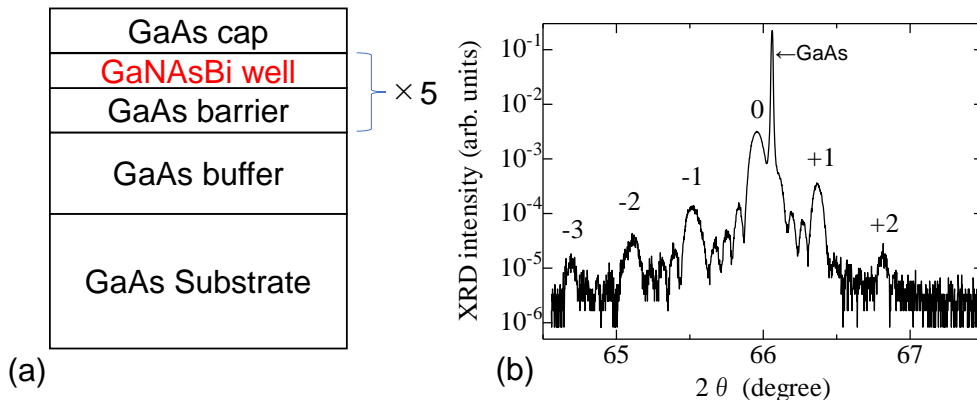 GaAs cap
GaNAsBi well
GaAs barrier
×5
GaAs buffer
GaAs Substrate
(a)
XRD intensity (arb. units)
10-1
10-2
10-3
10-4
10-5
10-6
←GaAs
0
+1
-1
-2
+2
-3
65
66
67
2 θ (degree)
(b)